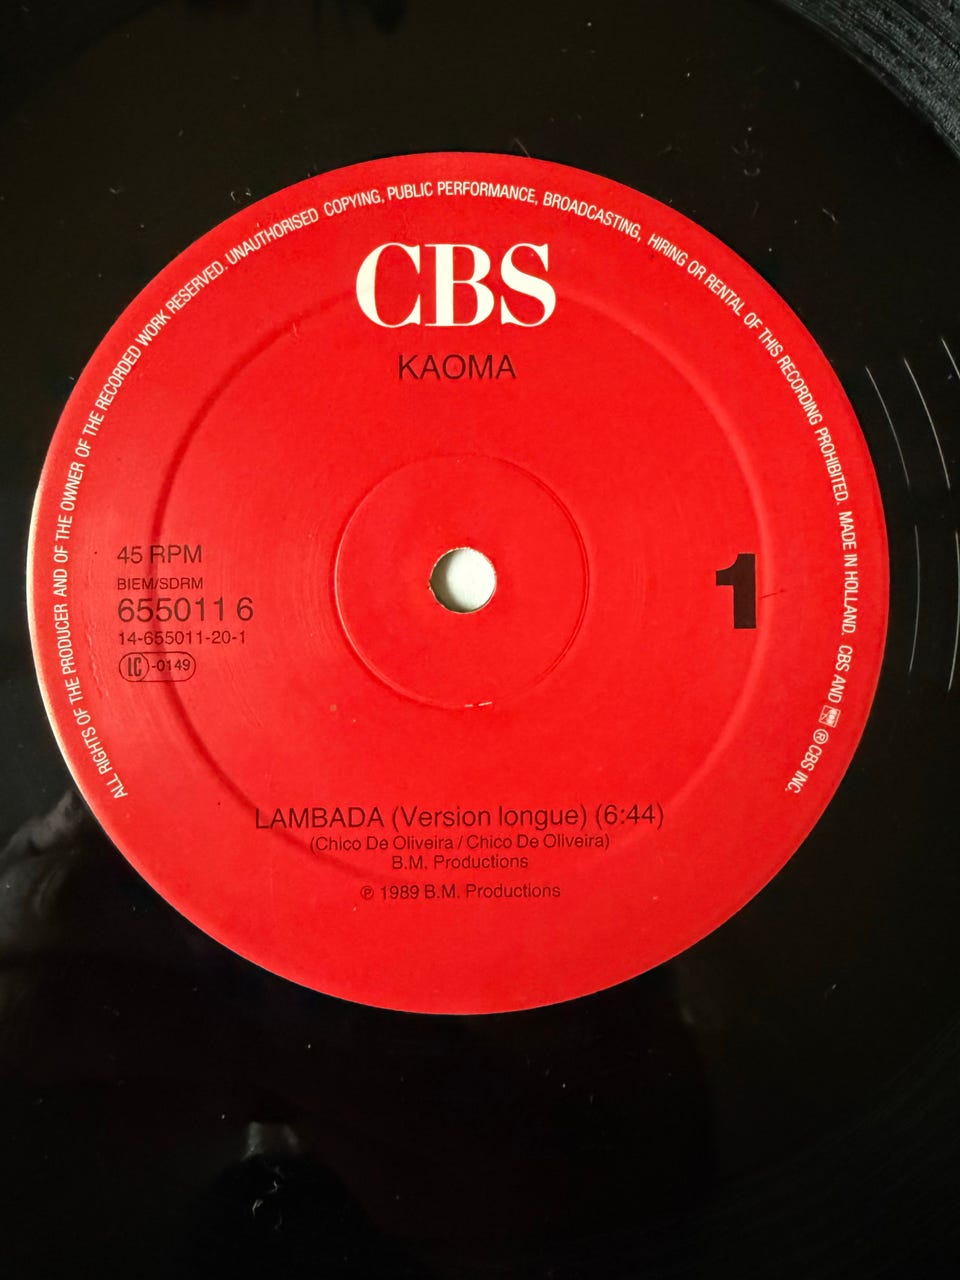 ALL RIGHTS OF THE PRODUCER AND OF THE OWNER OF THE RECORDED WORK RESERVED. UNAUTHORISED COPYING, PUBLIC PERFORMANCE, BROADCASTING, HIRING OR RENTAL OF THIS RECORDING PROHIBITED. MADE IN HOLLAND. CBS AND ℗ CBS INC.
CBS
KAOMA
45 RPM
BIEM/SDRM
655011 6
14-655011-20-1
LC-0149
1
LAMBADA (Version longue) (6:44)
(Chico De Oliveira / Chico De Oliveira)
B.M. Productions
℗ 1989 B.M. Productions